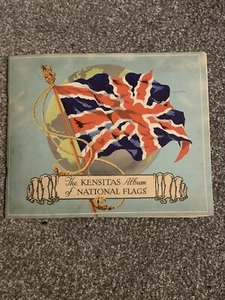 The KENSITAS Album
of NATIONAL FLAGS